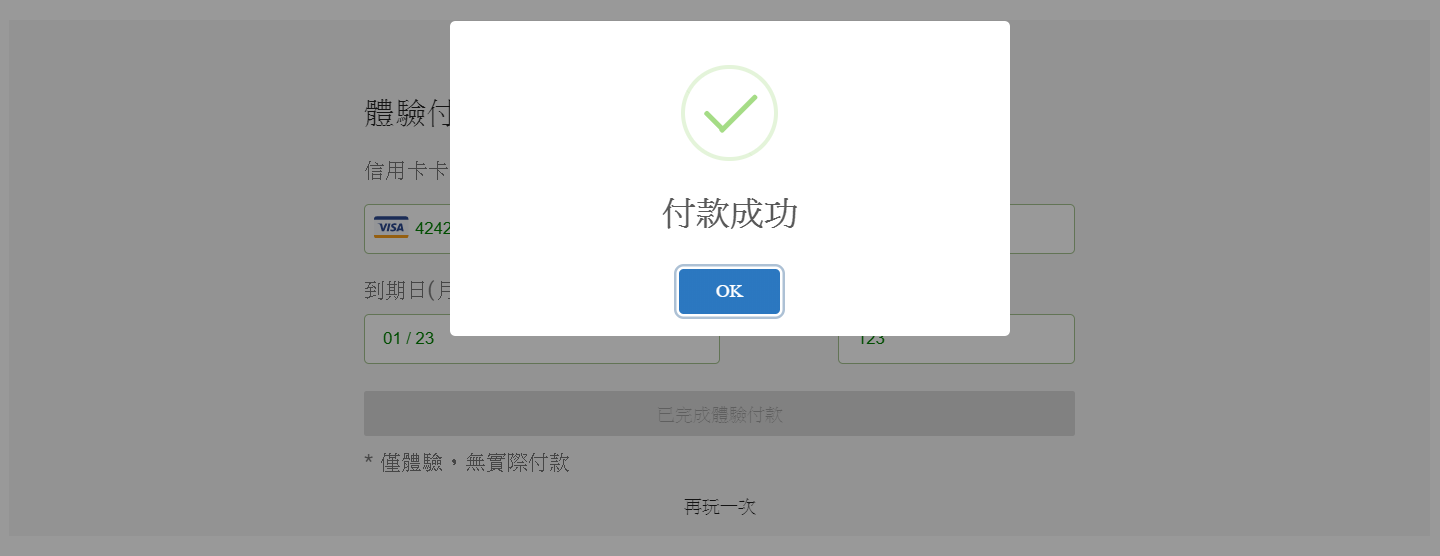 體驗付
信用卡卡
VISA 4242
付款成功
OK
到期日(月
01 / 23
123
已完成體驗付款
* 僅體驗，無實際付款
再玩一次